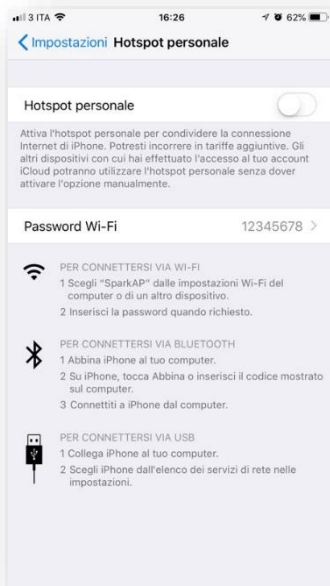 3 ITA 16:26 62%
Impostazioni Hotspot personale
Hotspot personale
Attiva l'hotspot personale per condividere la connessione
Internet di iPhone. Potresti incorrere in tariffe aggiuntive. Gli
altri dispositivi con cui hai effettuato l'accesso al tuo account
iCloud potranno utilizzare l'hotspot personale senza dover
attivare l'opzione manualmente.
Password Wi-Fi 12345678
PER CONNETTERSI VIA WI-FI
1 Scegli "SparkAP" dalle impostazioni Wi-Fi del
computer o di un altro dispositivo.
2 Inserisci la password quando richiesto.
PER CONNETTERSI VIA BLUETOOTH
1 Abbina iPhone al tuo computer.
2 Su iPhone, tocca Abbina o inserisci il codice mostrato
sul computer.
3 Connettiti a iPhone dal computer.
PER CONNETTERSI VIA USB
1 Collega iPhone al tuo computer.
2 Scegli iPhone dall'elenco dei servizi di rete nelle
impostazioni.